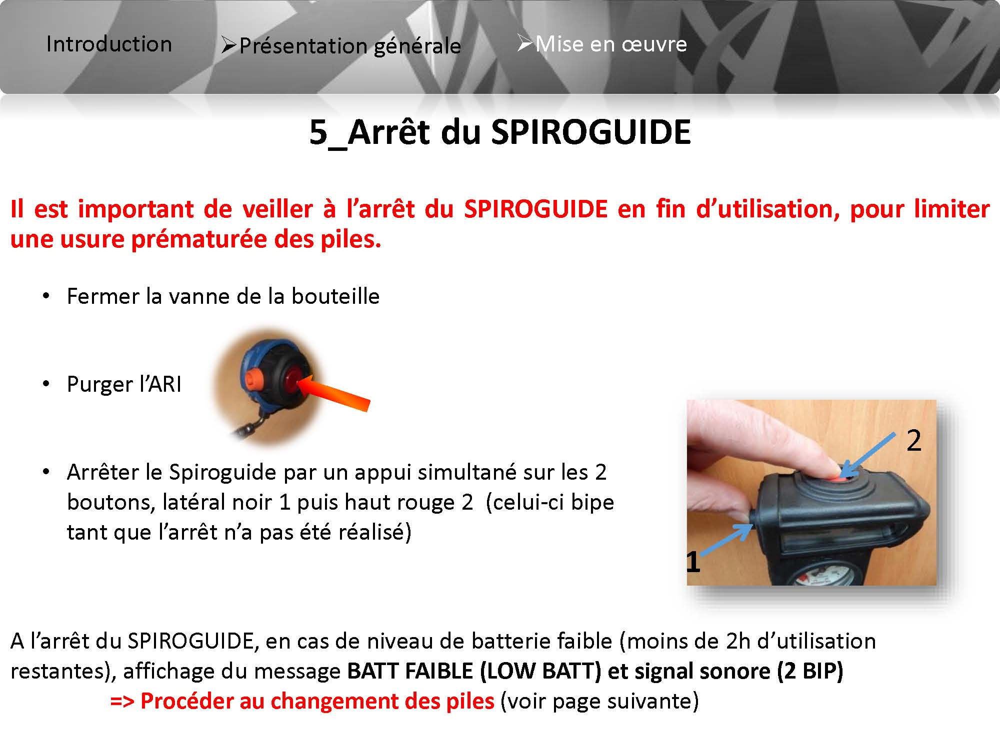 Introduction
➢Présentation générale
➢Mise en œuvre
5_Arrêt du SPIROGUIDE
Il est important de veiller à l’arrêt du SPIROGUIDE en fin d’utilisation, pour limiter
une usure prématurée des piles.
• Fermer la vanne de la bouteille
• Purger l’ARI
• Arrêter le Spiroguide par un appui simultané sur les 2
boutons, latéral noir 1 puis haut rouge 2 (celui-ci bipe
tant que l’arrêt n’a pas été réalisé)
2
1
A l’arrêt du SPIROGUIDE, en cas de niveau de batterie faible (moins de 2h d’utilisation
restantes), affichage du message BATT FAIBLE (LOW BATT) et signal sonore (2 BIP)
=> Procéder au changement des piles (voir page suivante)